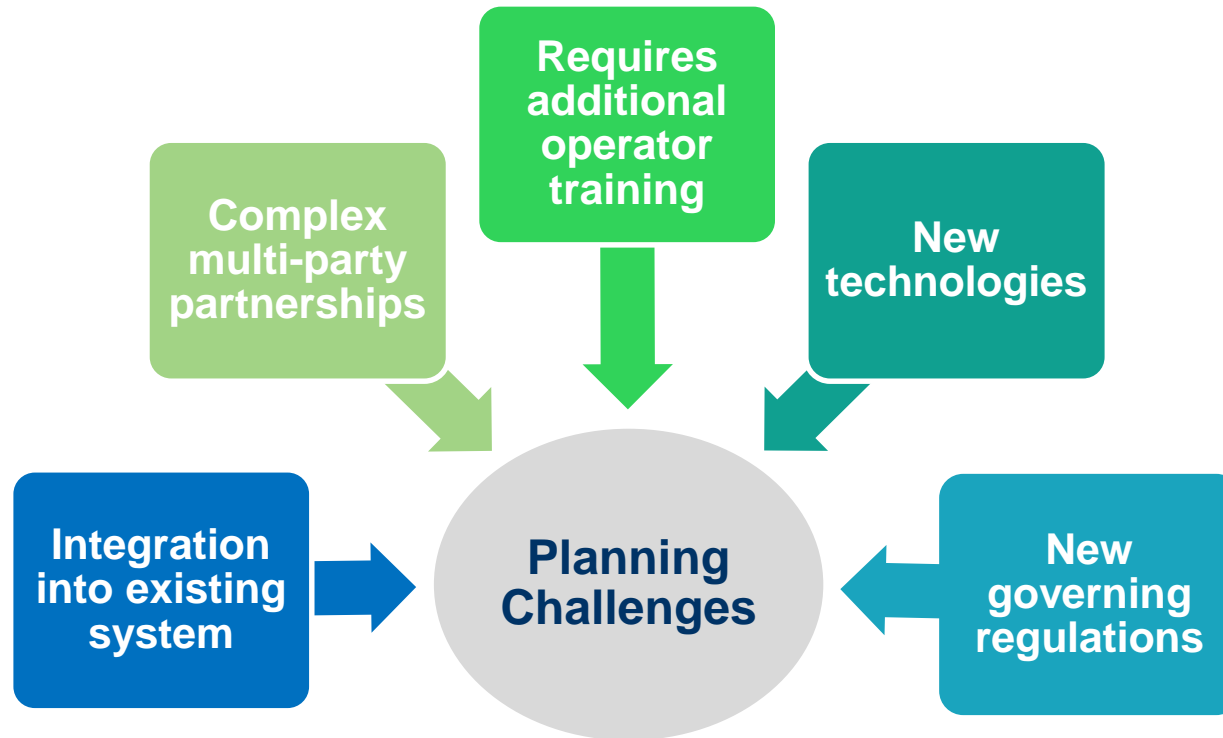 Requires
additional
operator
training
Complex
multi-party
partnerships
New
technologies
Integration
into existing
system
Planning
Challenges
New
governing
regulations